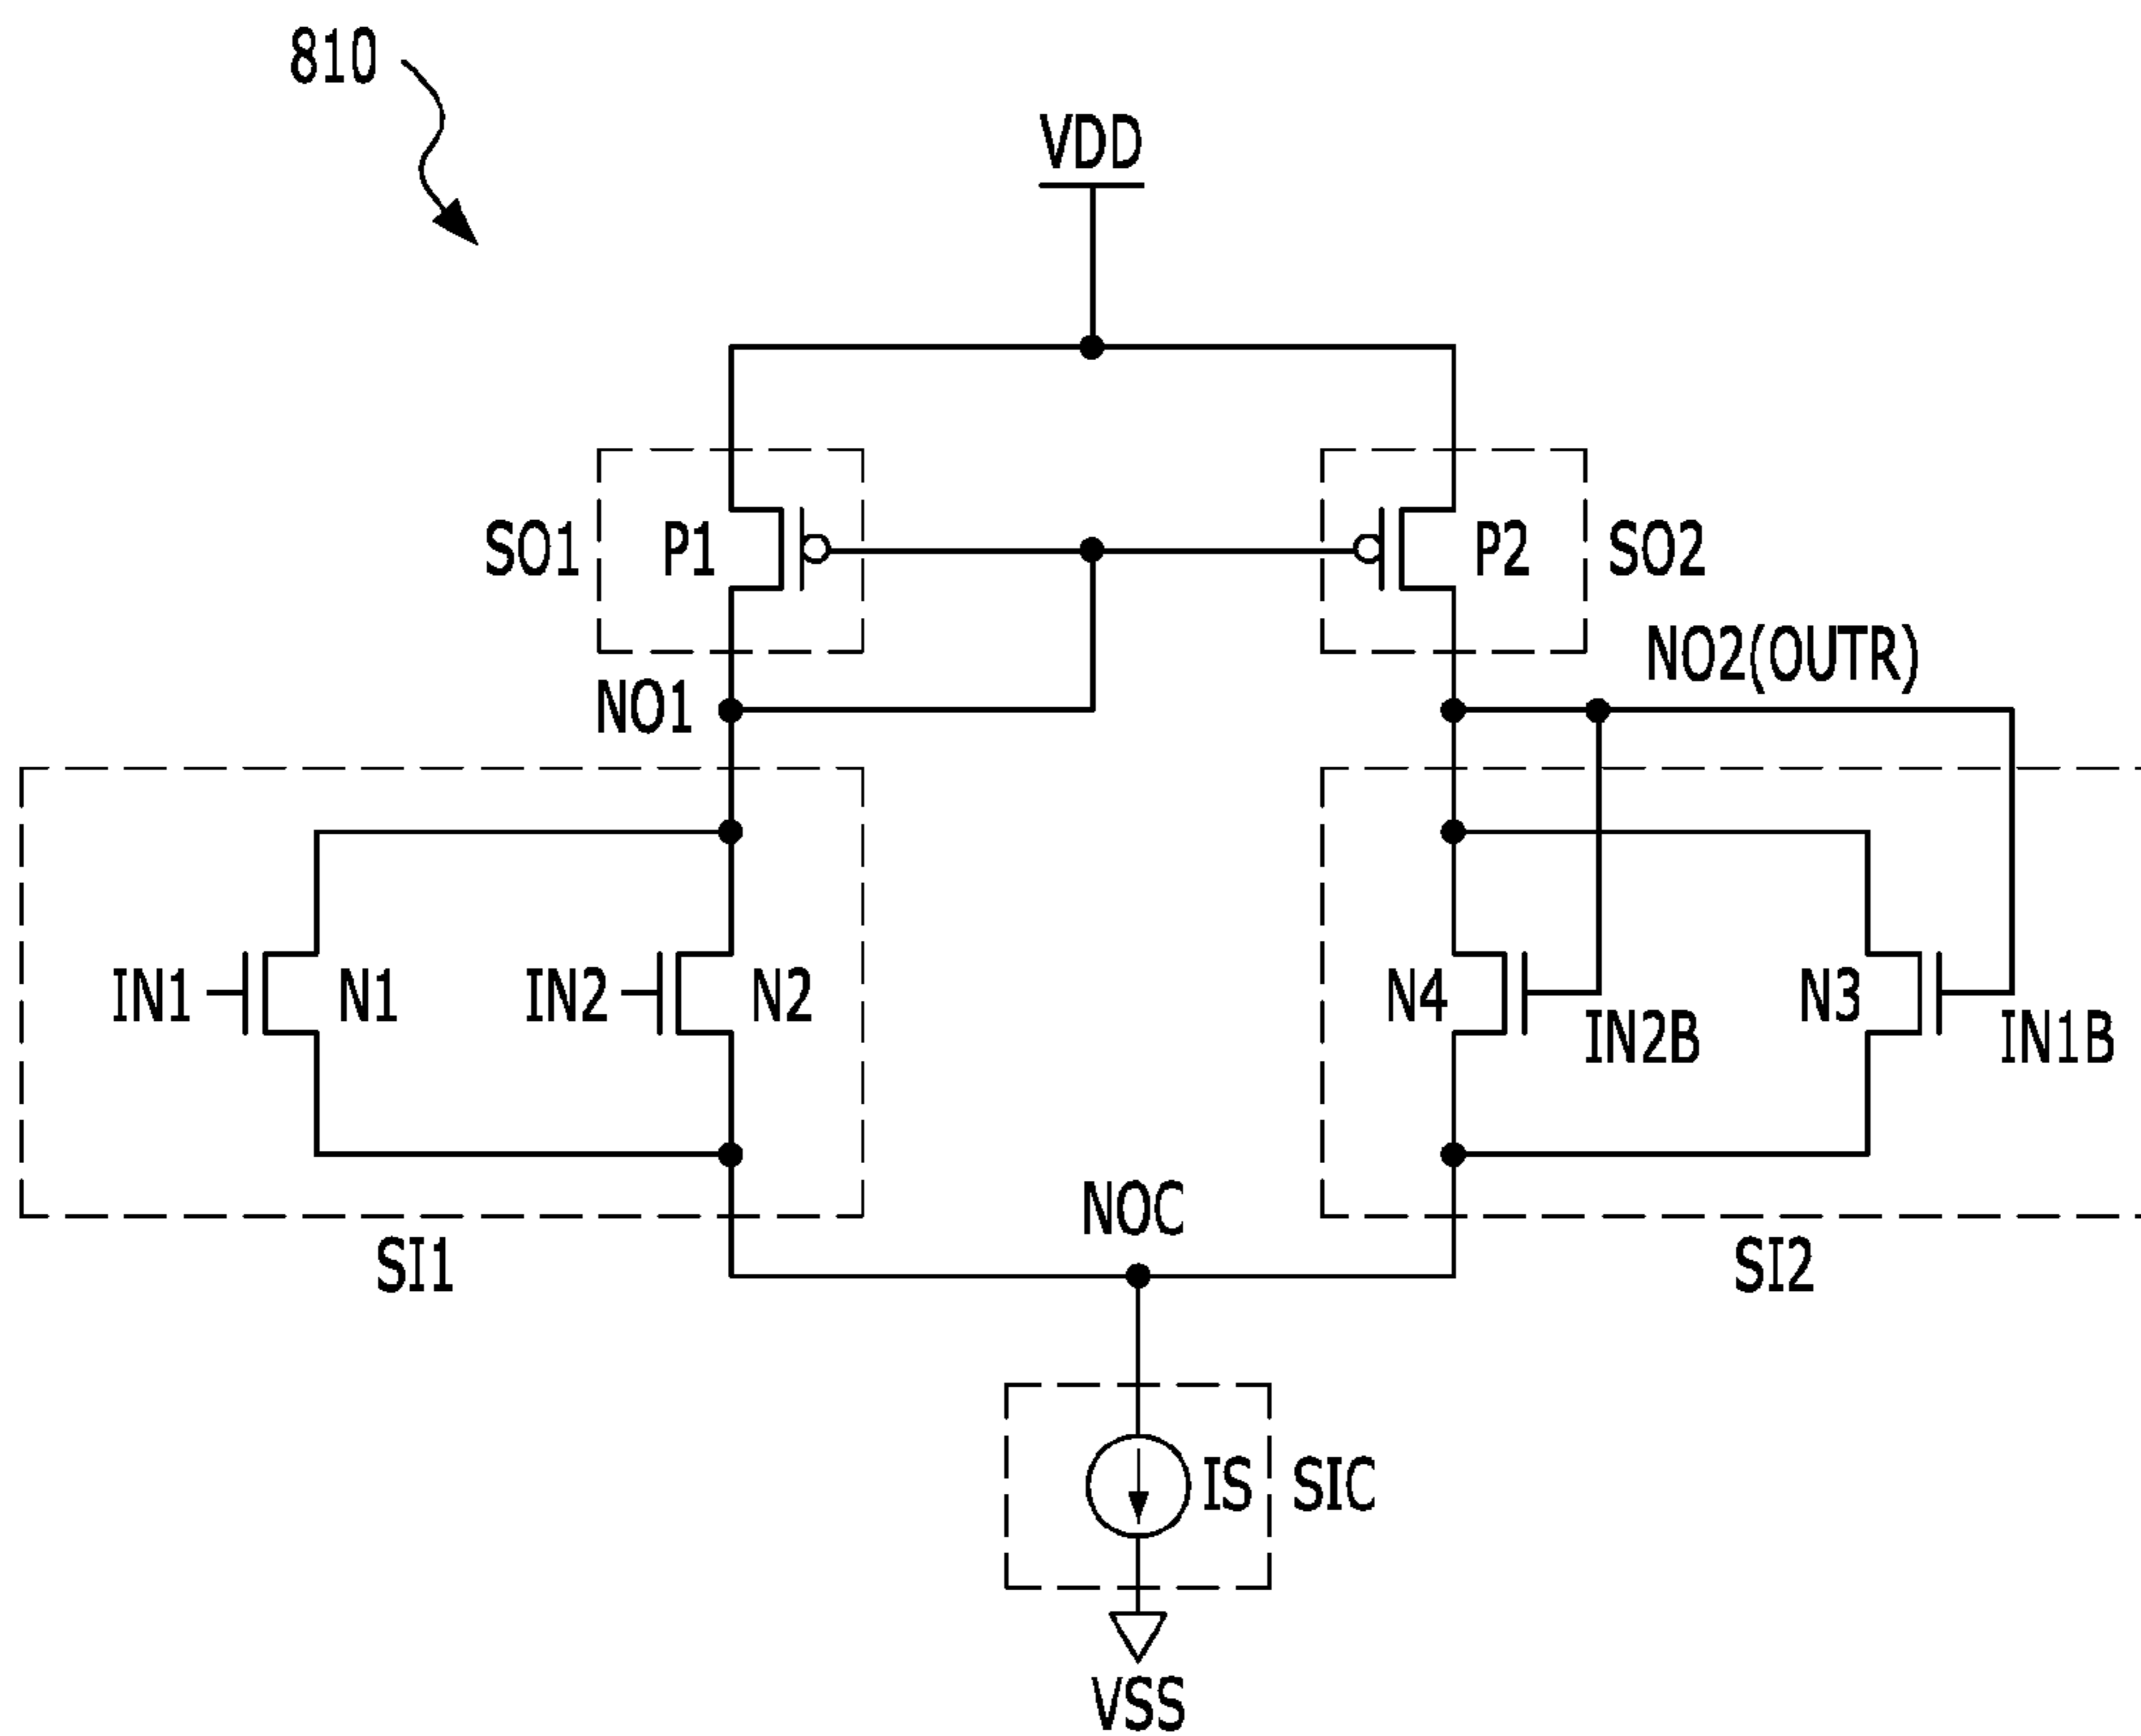 810
VDD
SO1
P1
P2
SO2
NO1
NO2(OUTR)
IN1
N1
IN2
N2
N4
IN2B
N3
IN1B
SI1
NOC
SI2
IS
SIC
VSS